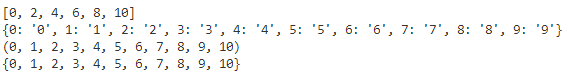 [0, 2, 4, 6, 8, 10]
{0: '0', 1: '1', 2: '2', 3: '3', 4: '4', 5: '5', 6: '6', 7: '7', 8: '8', 9: '9'}
(0, 1, 2, 3, 4, 5, 6, 7, 8, 9, 10)
{0, 1, 2, 3, 4, 5, 6, 7, 8, 9, 10}